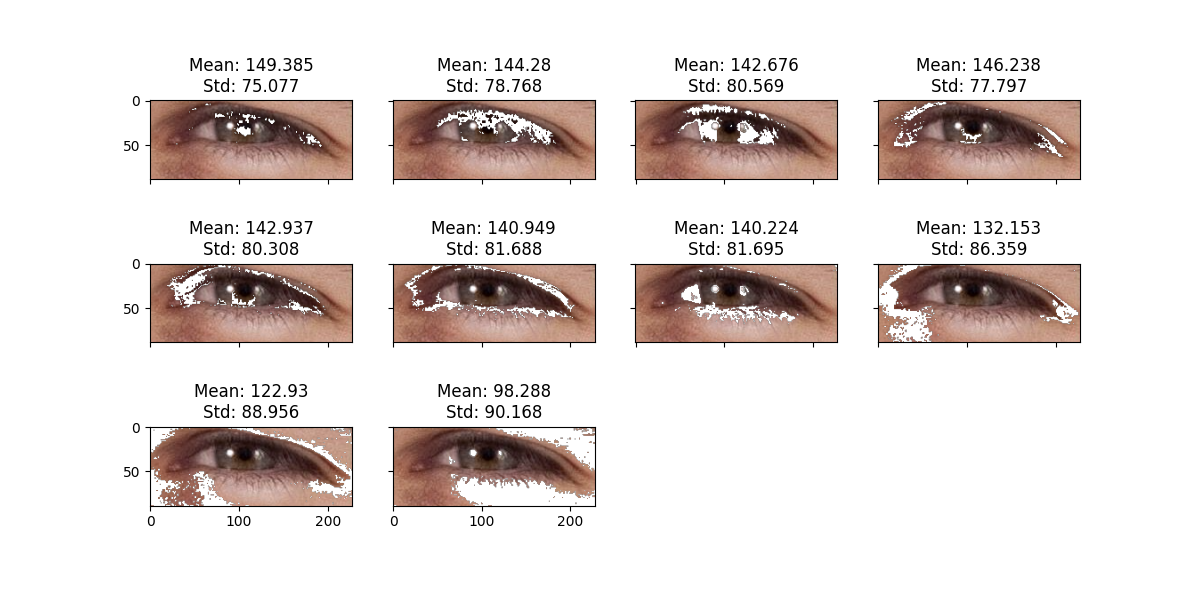 Mean: 149.385
Std: 75.077
Mean: 144.28
Std: 78.768
Mean: 142.676
Std: 80.569
Mean: 146.238
Std: 77.797
0
50
Mean: 142.937
Std: 80.308
Mean: 140.949
Std: 81.688
Mean: 140.224
Std: 81.695
Mean: 132.153
Std: 86.359
0
50
Mean: 122.93
Std: 88.956
Mean: 98.288
Std: 90.168
0
50
0 100 200
0 100 200